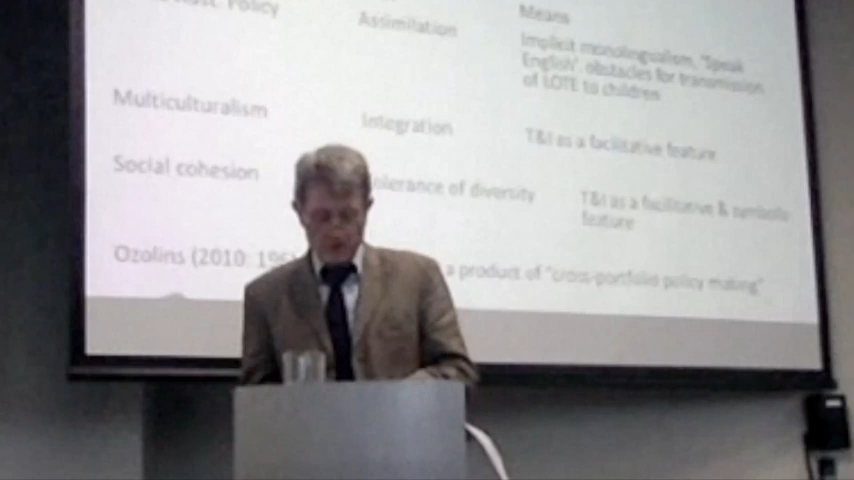 Policy Assimilation Means
Implicit monolingualism, 'Speak
English', obstacles for transmission
of LOTE to children
Multiculturalism Integration T&I as a facilitative feature
Social cohesion tolerance of diversity T&I as a facilitative & symbolic
feature
Ozolins (2010: 196 a product of "cross-portfolio policy making"